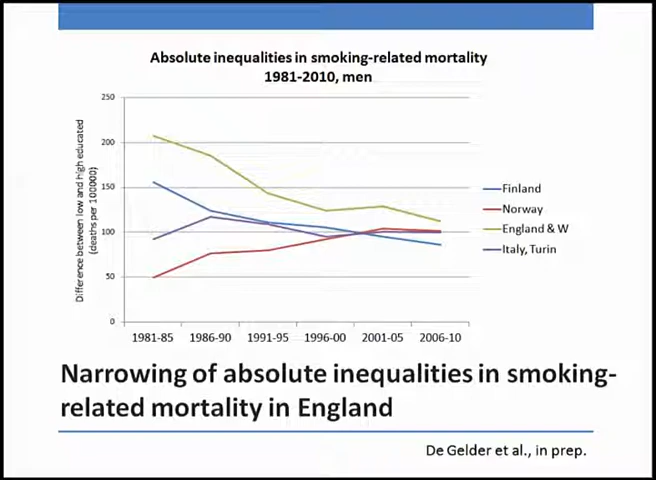 Absolute inequalities in smoking-related mortality
1981-2010, men
Difference between low and high educated
(deaths per 100000)
250
200
150
100
50
0
1981-85 1986-90 1991-95 1996-00 2001-05 2006-10
Finland
Norway
England & W
Italy, Turin
Narrowing of absolute inequalities in smoking-
related mortality in England
De Gelder et al., in prep.